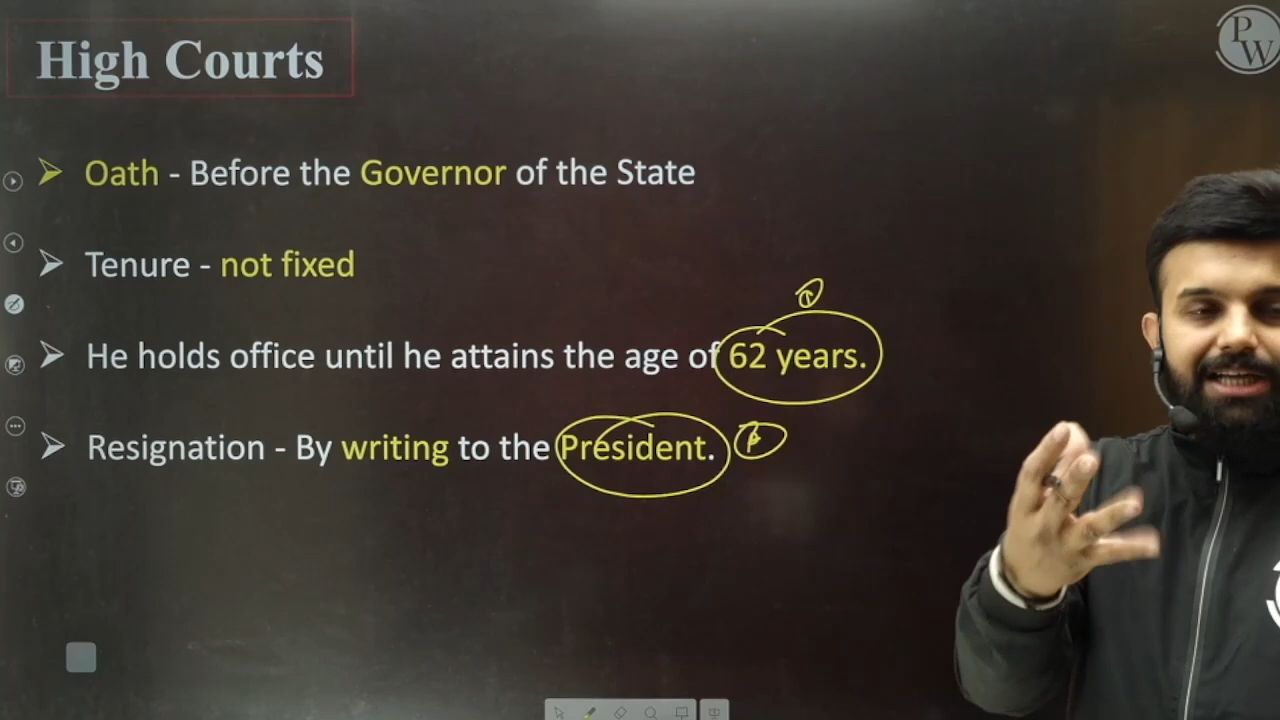 High Courts
PW
Oath - Before the Governor of the State
Tenure - not fixed
He holds office until he attains the age of 62 years.
Resignation - By writing to the President.